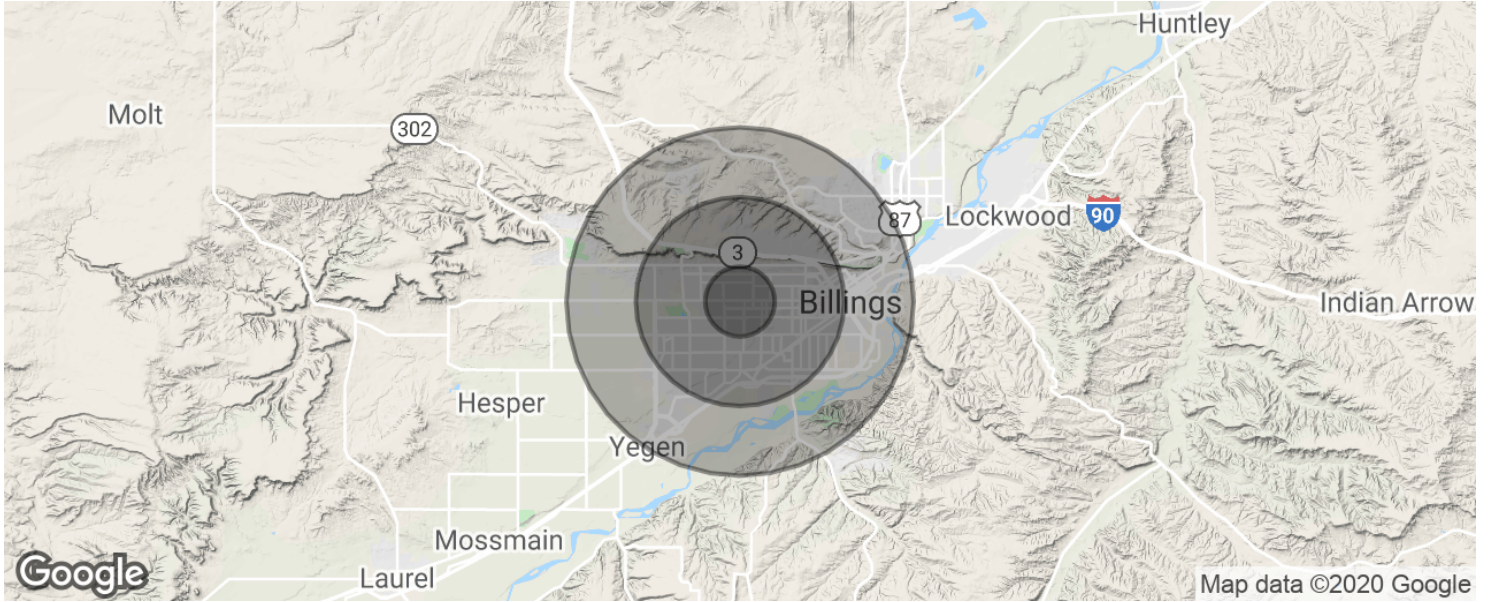 Huntley
Molt
302
87
Lockwood
90
3
Billings
Indian Arrow
Hesper
Yegen
Mossmain
Laurel
Google
Map data ©2020 Google